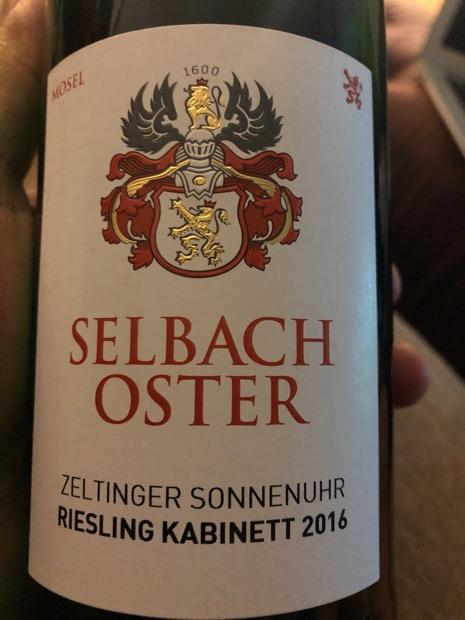 1600
MOSEL
SELBACH
OSTER
ZELTINGER SONNENUHR
RIESLING KABINETT 2016